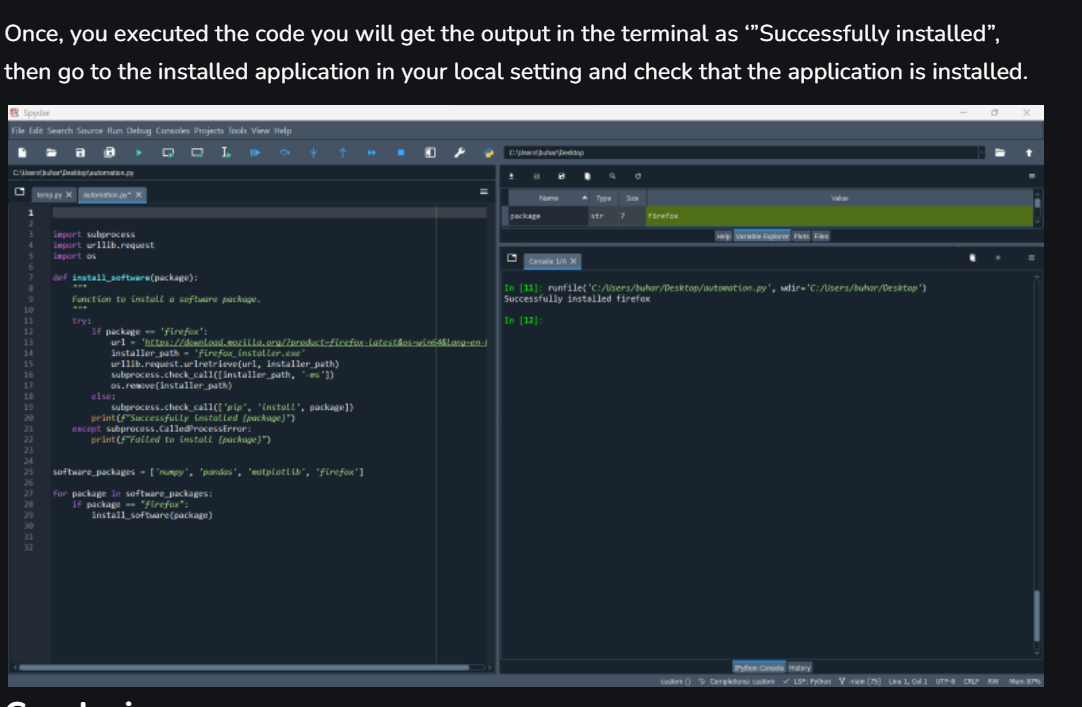 Once, you executed the code you will get the output in the terminal as ‘”Successfully installed”,
then go to the installed application in your local setting and check that the application is installed.
Spyder
File Edit Search Source Run Debug Consoles Projects Tools View Help
C:\Users\buhar\Desktop
C:\Users\buhar\Desktop\automation.py
temp.py X automation.py* X
1
2
3 import subprocess
4 import urllib.request
5 import os
6
7 def install_software(package):
8 """
9 Function to install a software package.
10 """
11 try:
12 if package == 'firefox':
13 url = 'https://download.mozilla.org/?product=firefox-latest&os=win64&lang=en-
14 installer_path = 'firefox_installer.exe'
15 urllib.request.urlretrieve(url, installer_path)
16 subprocess.check_call([installer_path, '-ms'])
17 os.remove(installer_path)
18 else:
19 subprocess.check_call(['pip', 'install', package])
20 print(f"Successfully installed {package}")
21 except subprocess.CalledProcessError:
22 print(f"Failed to install {package}")
23
24
25 software_packages = ['numpy', 'pandas', 'matplotlib', 'firefox']
26
27 for package in software_packages:
28 if package == "firefox":
29 install_software(package)
30
31
32
Name Type Size Value
package str 7 firefox
Help Variable Explorer Plots Files
Console 1/A X
In [11]: runfile('C:/Users/buhar/Desktop/automation.py', wdir='C:/Users/buhar/Desktop')
Successfully installed firefox
In [12]:
IPython Console History
custom () Completions: custom LSP: Python main [75] Line 1, Col 1 UTF-8 CRLF RW Mem 87%